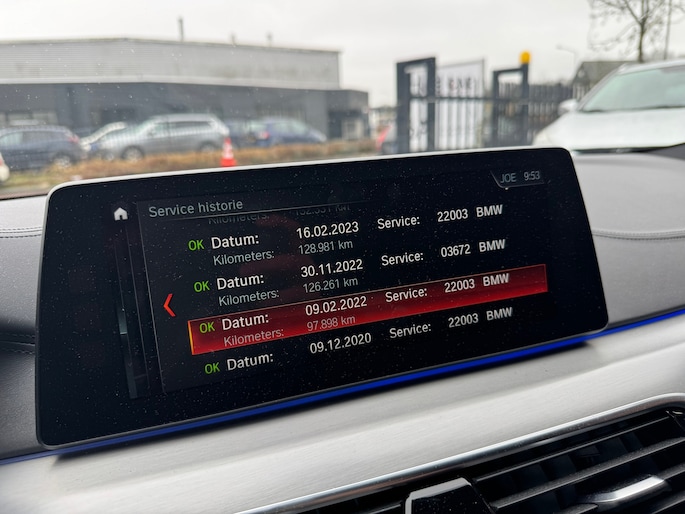 JOE 9:53
Service histories
Kilometers:
OK Datum: 16.02.2023 Service: 22003 BMW
Kilometers: 128.981 km
OK Datum: 30.11.2022 Service: 03672 BMW
Kilometers: 126.261 km
OK Datum: 09.02.2022 Service: 22003 BMW
Kilometers: 97.898 km
OK Datum: 09.12.2020 Service: 22003 BMW